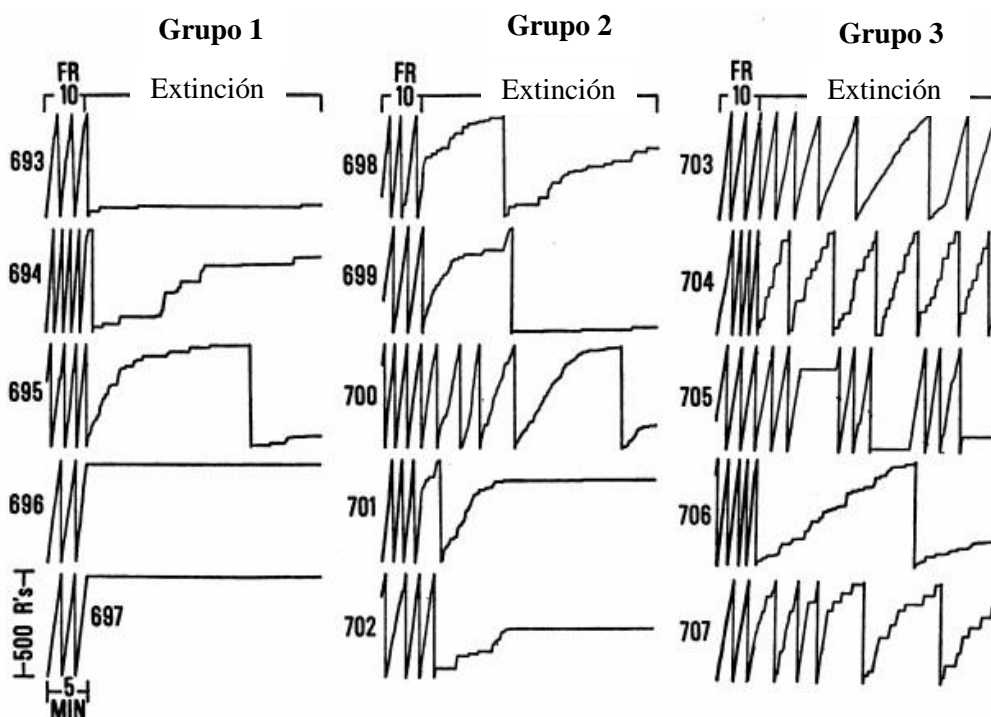 Grupo 1
Grupo 2
Grupo 3
FR
10
Extinción
FR
10
Extinción
FR
10
Extinción
693
694
695
696
697
698
699
700
701
702
703
704
705
706
707
500 R's
5
MIN